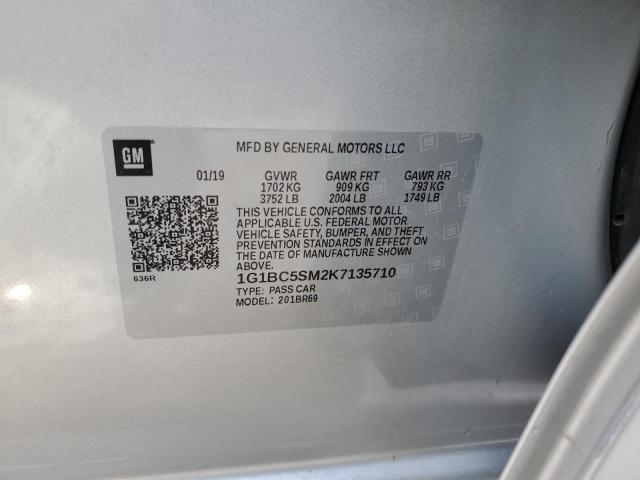 GM
MFD BY GENERAL MOTORS LLC
01/19 GVWR GAWR FRT GAWR RR
1702 KG 909 KG 793 KG
3752 LB 2004 LB 1749 LB
THIS VEHICLE CONFORMS TO ALL
APPLICABLE U.S. FEDERAL MOTOR
VEHICLE SAFETY, BUMPER, AND THEFT
PREVENTION STANDARDS IN EFFECT ON
THE DATE OF MANUFACTURE SHOWN
ABOVE.
1G1BC5SM2K7135710
636R
TYPE: PASS CAR
MODEL: 201BR69